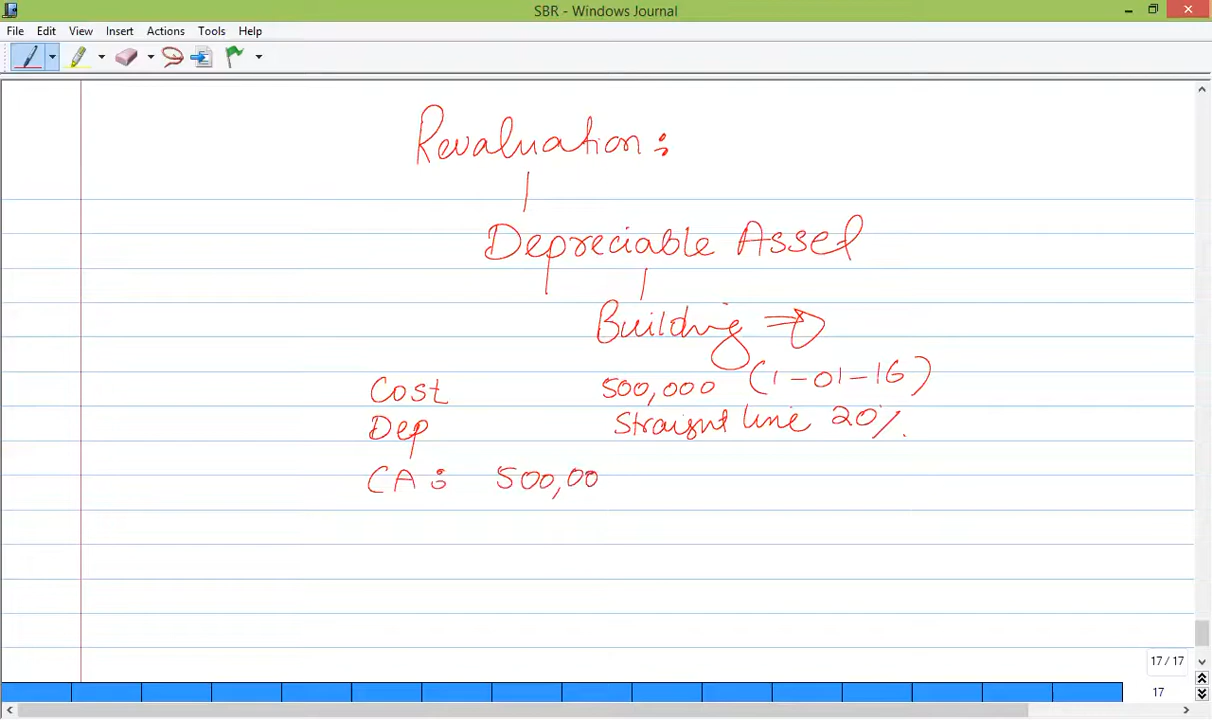 SBR - Windows Journal
File Edit View Insert Actions Tools Help
Revaluation:
Depreciable Asset
Building ⇒
Cost 500,000 (1-01-16)
Dep Straight line 20%.
CA: 500,00
17 / 17
17